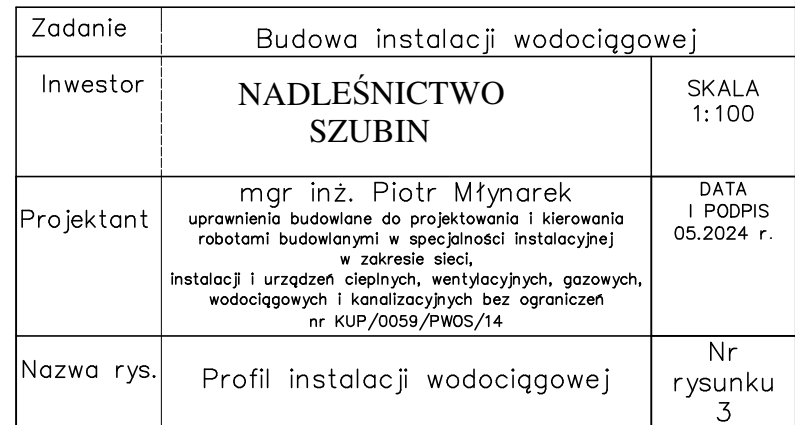 Zadanie
Budowa instalacji wodociągowej
Inwestor
NADLEŚNICTWO
SZUBIN
SKALA
1:100
Projektant
mgr inż. Piotr Młynarek
uprawnienia budowlane do projektowania i kierowania
robotami budowlanymi w specjalności instalacyjnej
w zakresie sieci,
instalacji i urządzeń cieplnych, wentylacyjnych, gazowych,
wodociągowych i kanalizacyjnych bez ograniczeń
nr KUP/0059/PWOS/14
DATA
I PODPIS
05.2024 r.
Nazwa rys.
Profil instalacji wodociągowej
Nr
rysunku
3